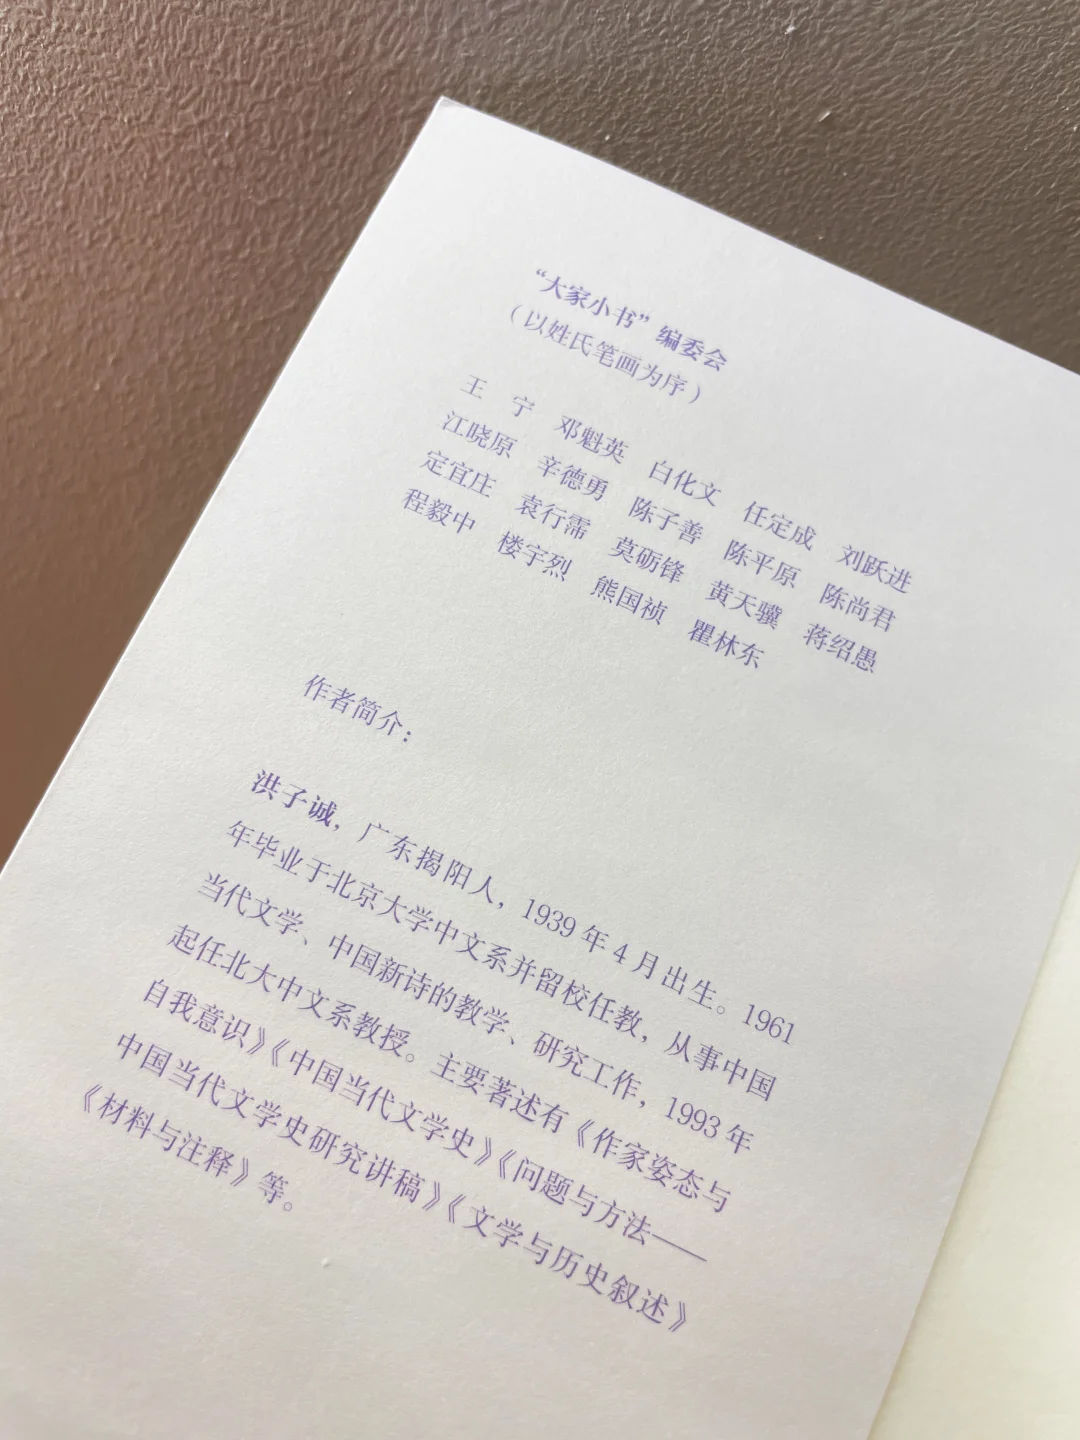 “大家小书”编委会
（以姓氏笔画为序）
王　宁　邓魁英　白化文　任定成　刘跃进
江晓原　辛德勇　陈子善　陈平原　陈尚君
定宜庄　袁行霈　莫砺锋　黄天骥　蒋绍愚
程毅中　楼宇烈　熊国祯　瞿林东
作者简介：
洪子诚，广东揭阳人，1939 年 4 月出生。1961
年毕业于北京大学中文系并留校任教，从事中国
当代文学、中国新诗的教学、研究工作，1993 年
起任北大中文系教授。主要著述有《作家姿态与
自我意识》《中国当代文学史》《问题与方法——
中国当代文学史研究讲稿》《文学与历史叙述》
《材料与注释》等。